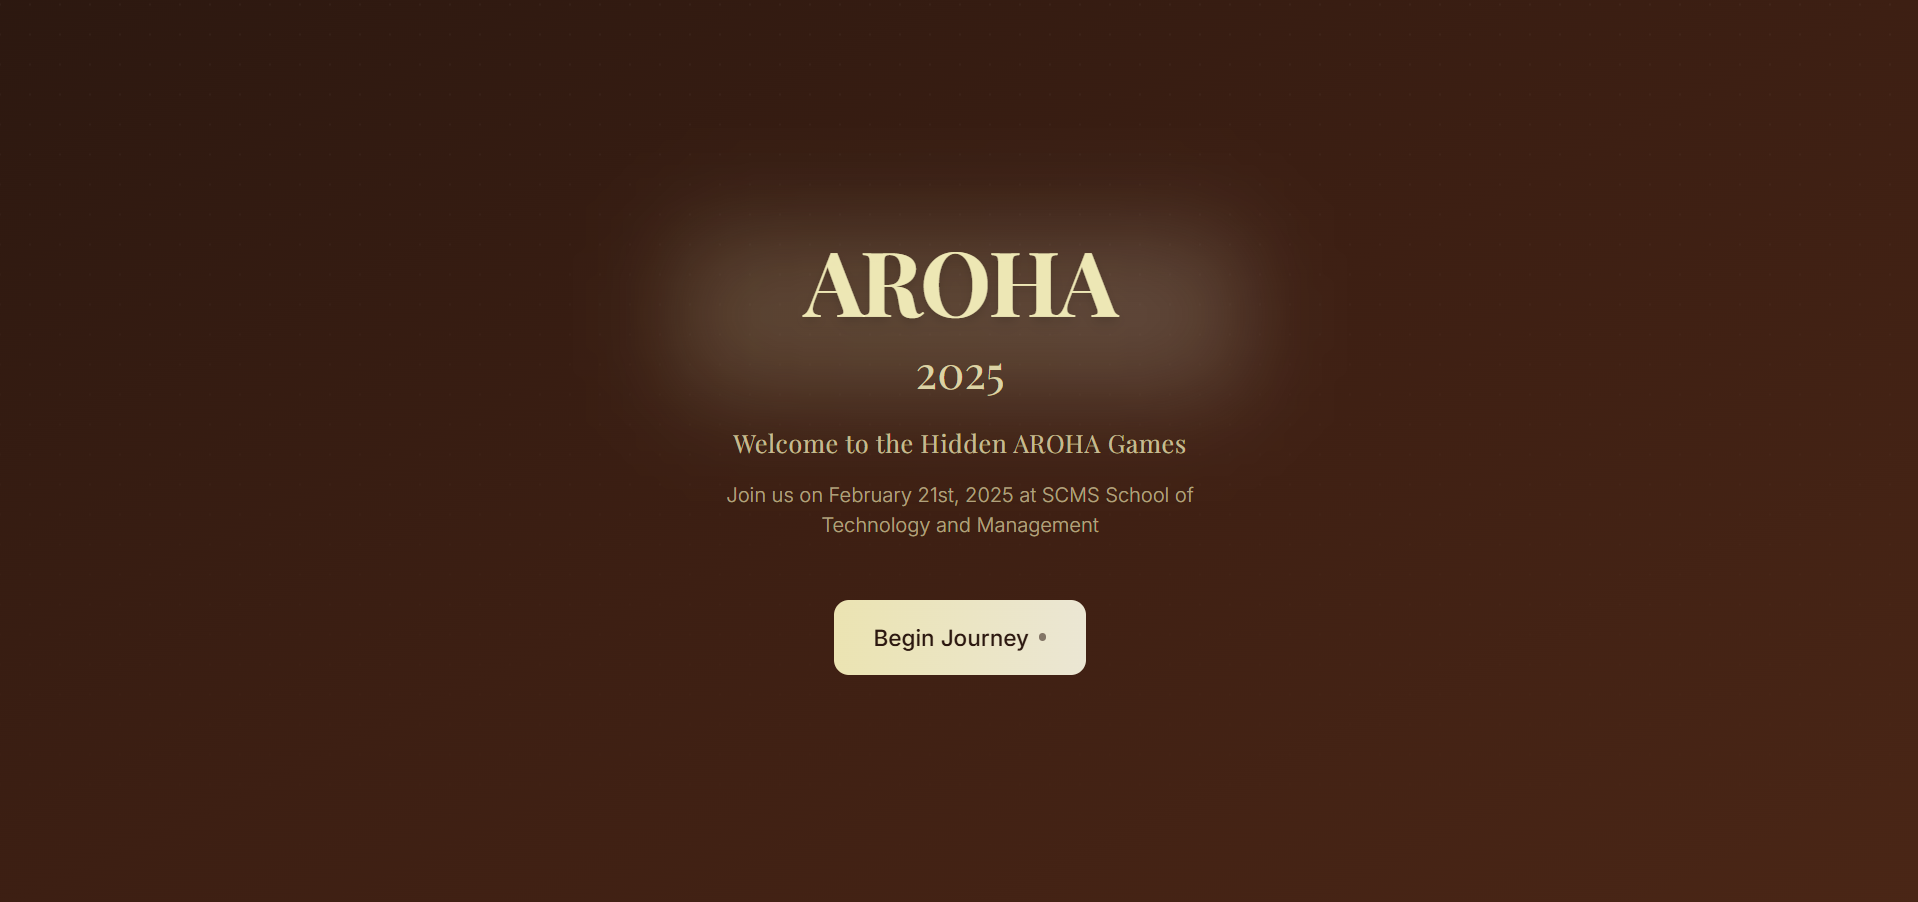 AROHA
2025
Welcome to the Hidden AROHA Games
Join us on February 21st, 2025 at SCMS School of
Technology and Management
Begin Journey